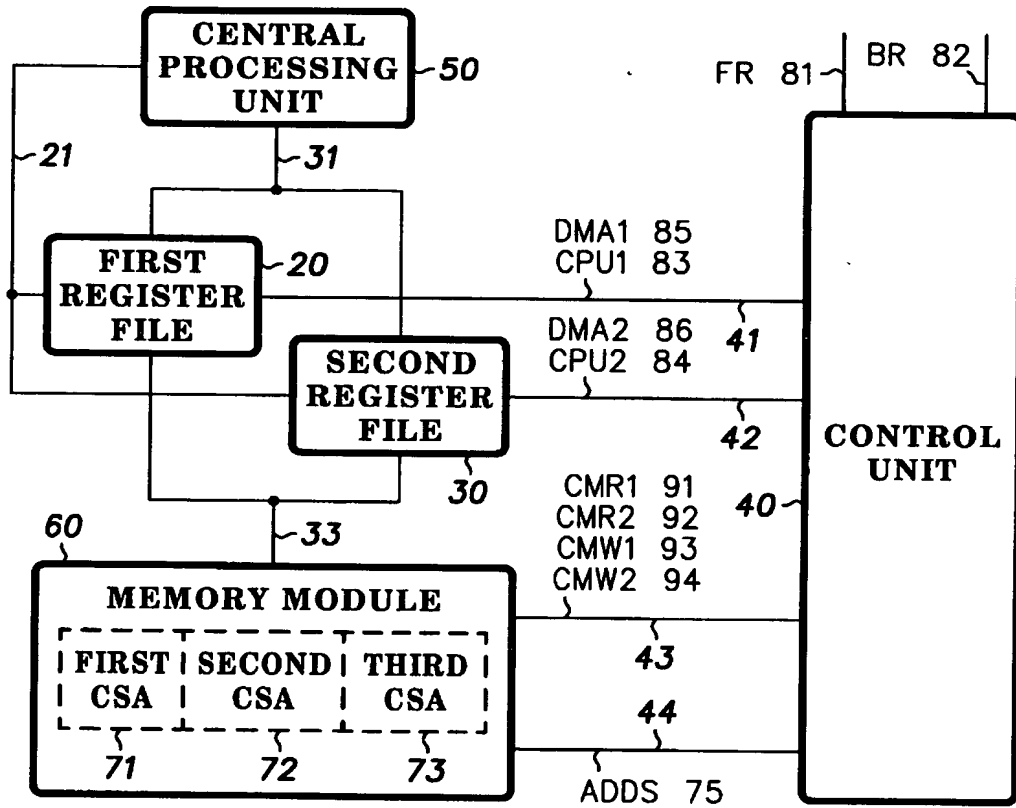 CENTRAL
PROCESSING
UNIT
50
FR 81
BR 82
21
31
FIRST
REGISTER
FILE
20
DMA1 85
CPU1 83
41
SECOND
REGISTER
FILE
30
DMA2 86
CPU2 84
42
CONTROL
UNIT
40
60
33
CMR1 91
CMR2 92
CMW1 93
CMW2 94
43
MEMORY MODULE
FIRST
CSA
SECOND
CSA
THIRD
CSA
71
72
73
44
ADDS 75